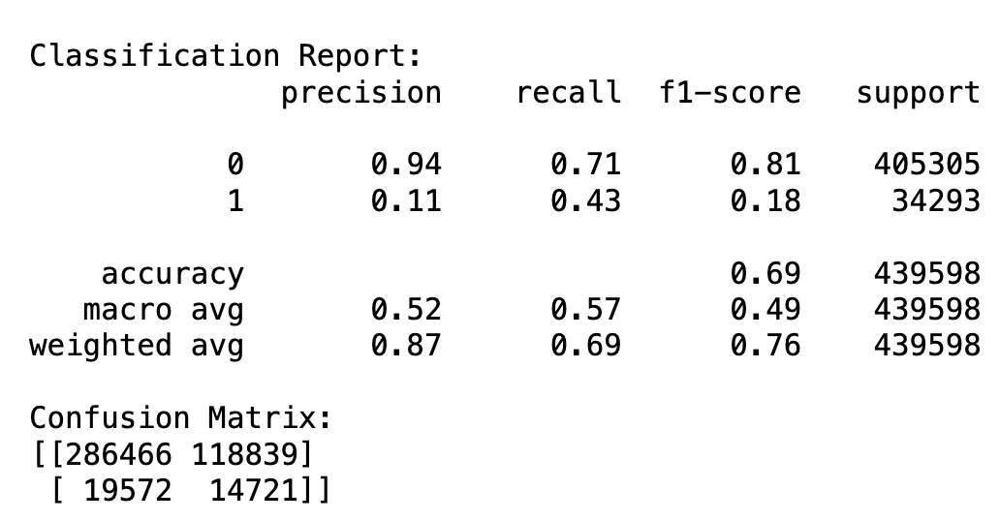 Classification Report:
precision recall f1-score support
0 0.94 0.71 0.81 405305
1 0.11 0.43 0.18 34293
accuracy 0.69 439598
macro avg 0.52 0.57 0.49 439598
weighted avg 0.87 0.69 0.76 439598
Confusion Matrix:
[[286466 118839]
[ 19572 14721]]